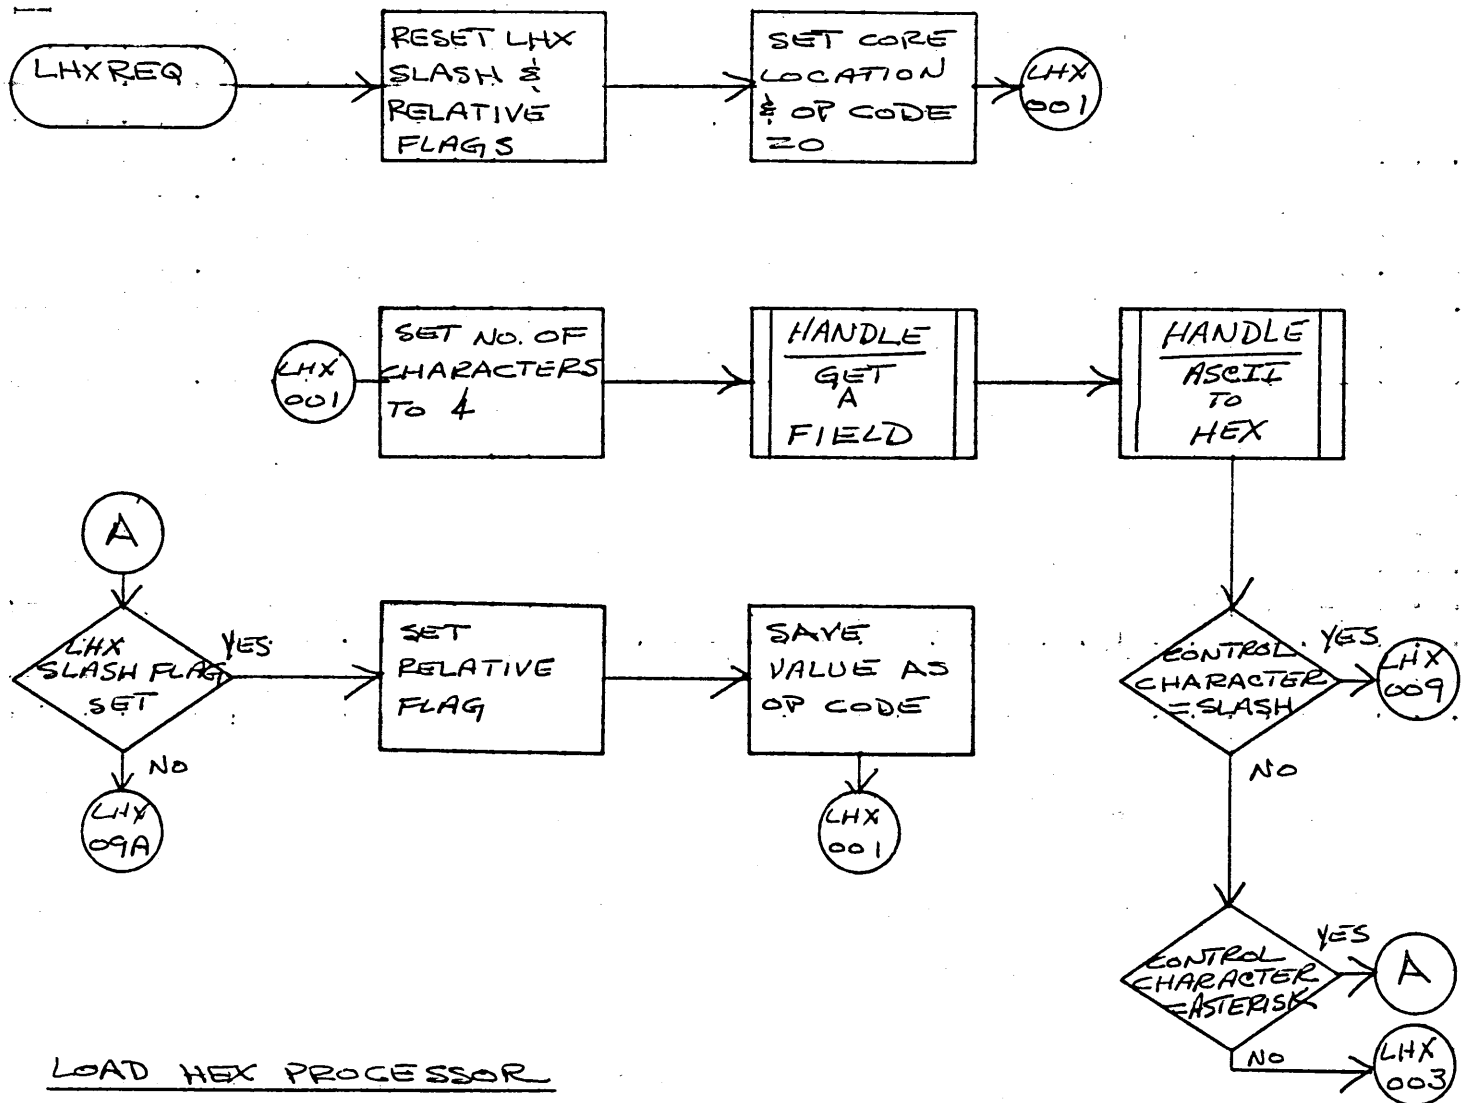 LHXREQ
RESET LHX
SLASH &
RELATIVE
FLAGS
SET CORE
LOCATION
& OP CODE
=0
LHX
001
LHX
001
SET NO. OF
CHARACTERS
TO 4
HANDLE
GET
A
FIELD
HANDLE
ASCII
TO
HEX
A
LHX
SLASH FLAG
SET
YES
NO
LHX
09A
SET
RELATIVE
FLAG
SAVE
VALUE AS
OP CODE
LHX
001
CONTROL
CHARACTER
=SLASH
YES
LHX
009
NO
CONTROL
CHARACTER
=ASTERISK
YES
A
NO
LHX
003
LOAD HEX PROCESSOR